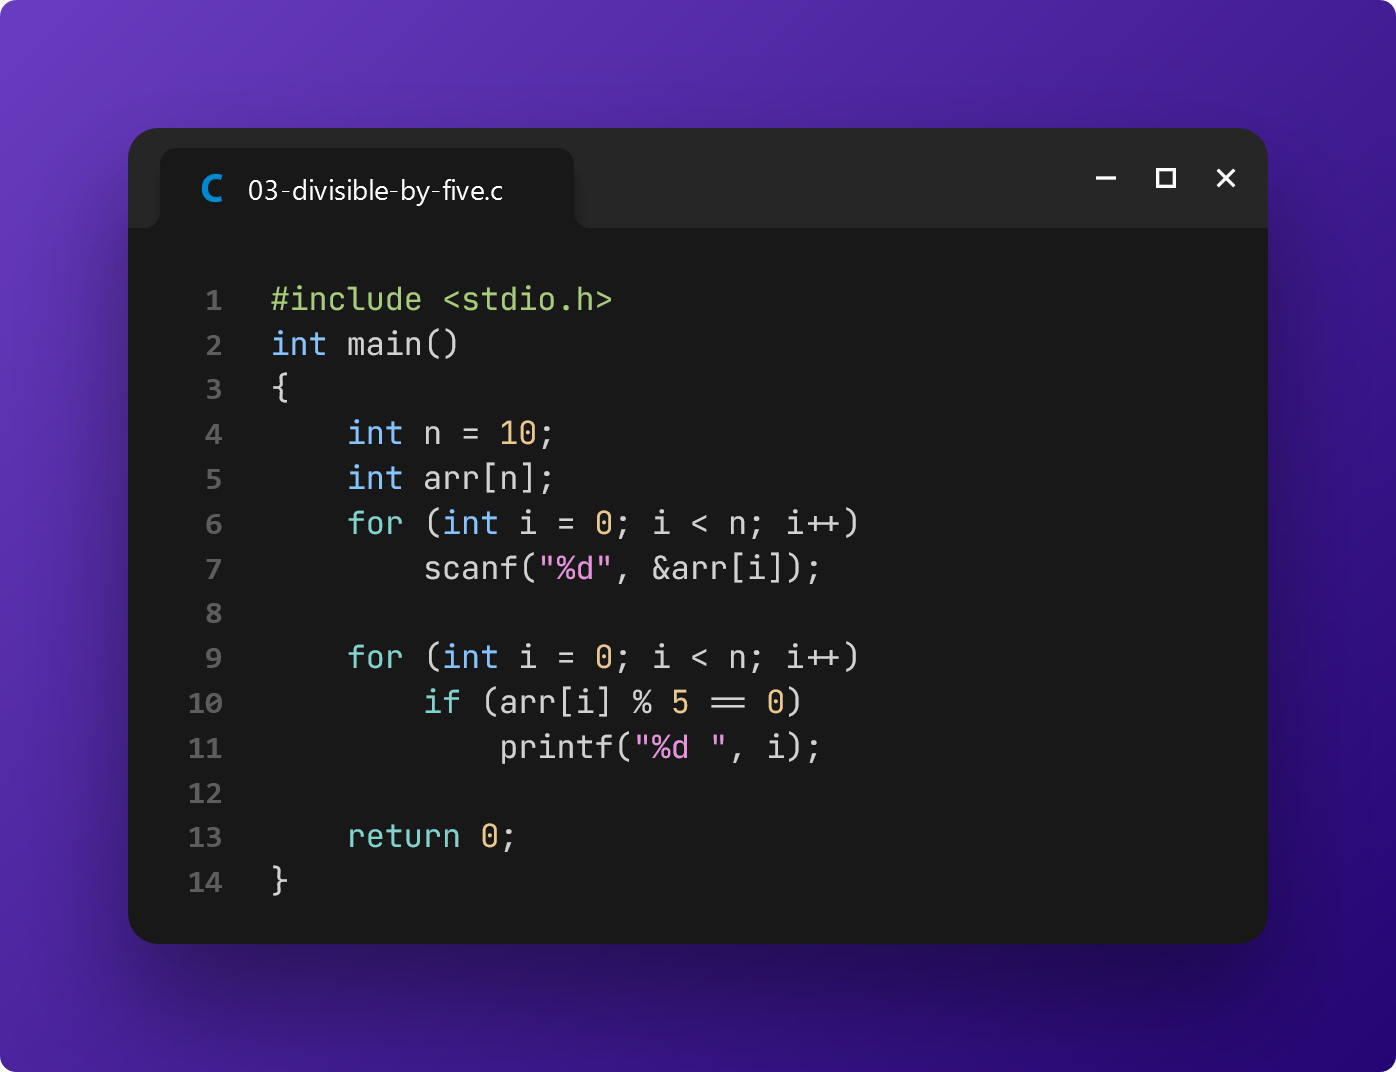 03-divisible-by-five.c
1 #include <stdio.h>
2 int main()
3 {
4     int n = 10;
5     int arr[n];
6     for (int i = 0; i < n; i++)
7         scanf("%d", &arr[i]);
8
9     for (int i = 0; i < n; i++)
10         if (arr[i] % 5 == 0)
11             printf("%d ", i);
12
13     return 0;
14 }